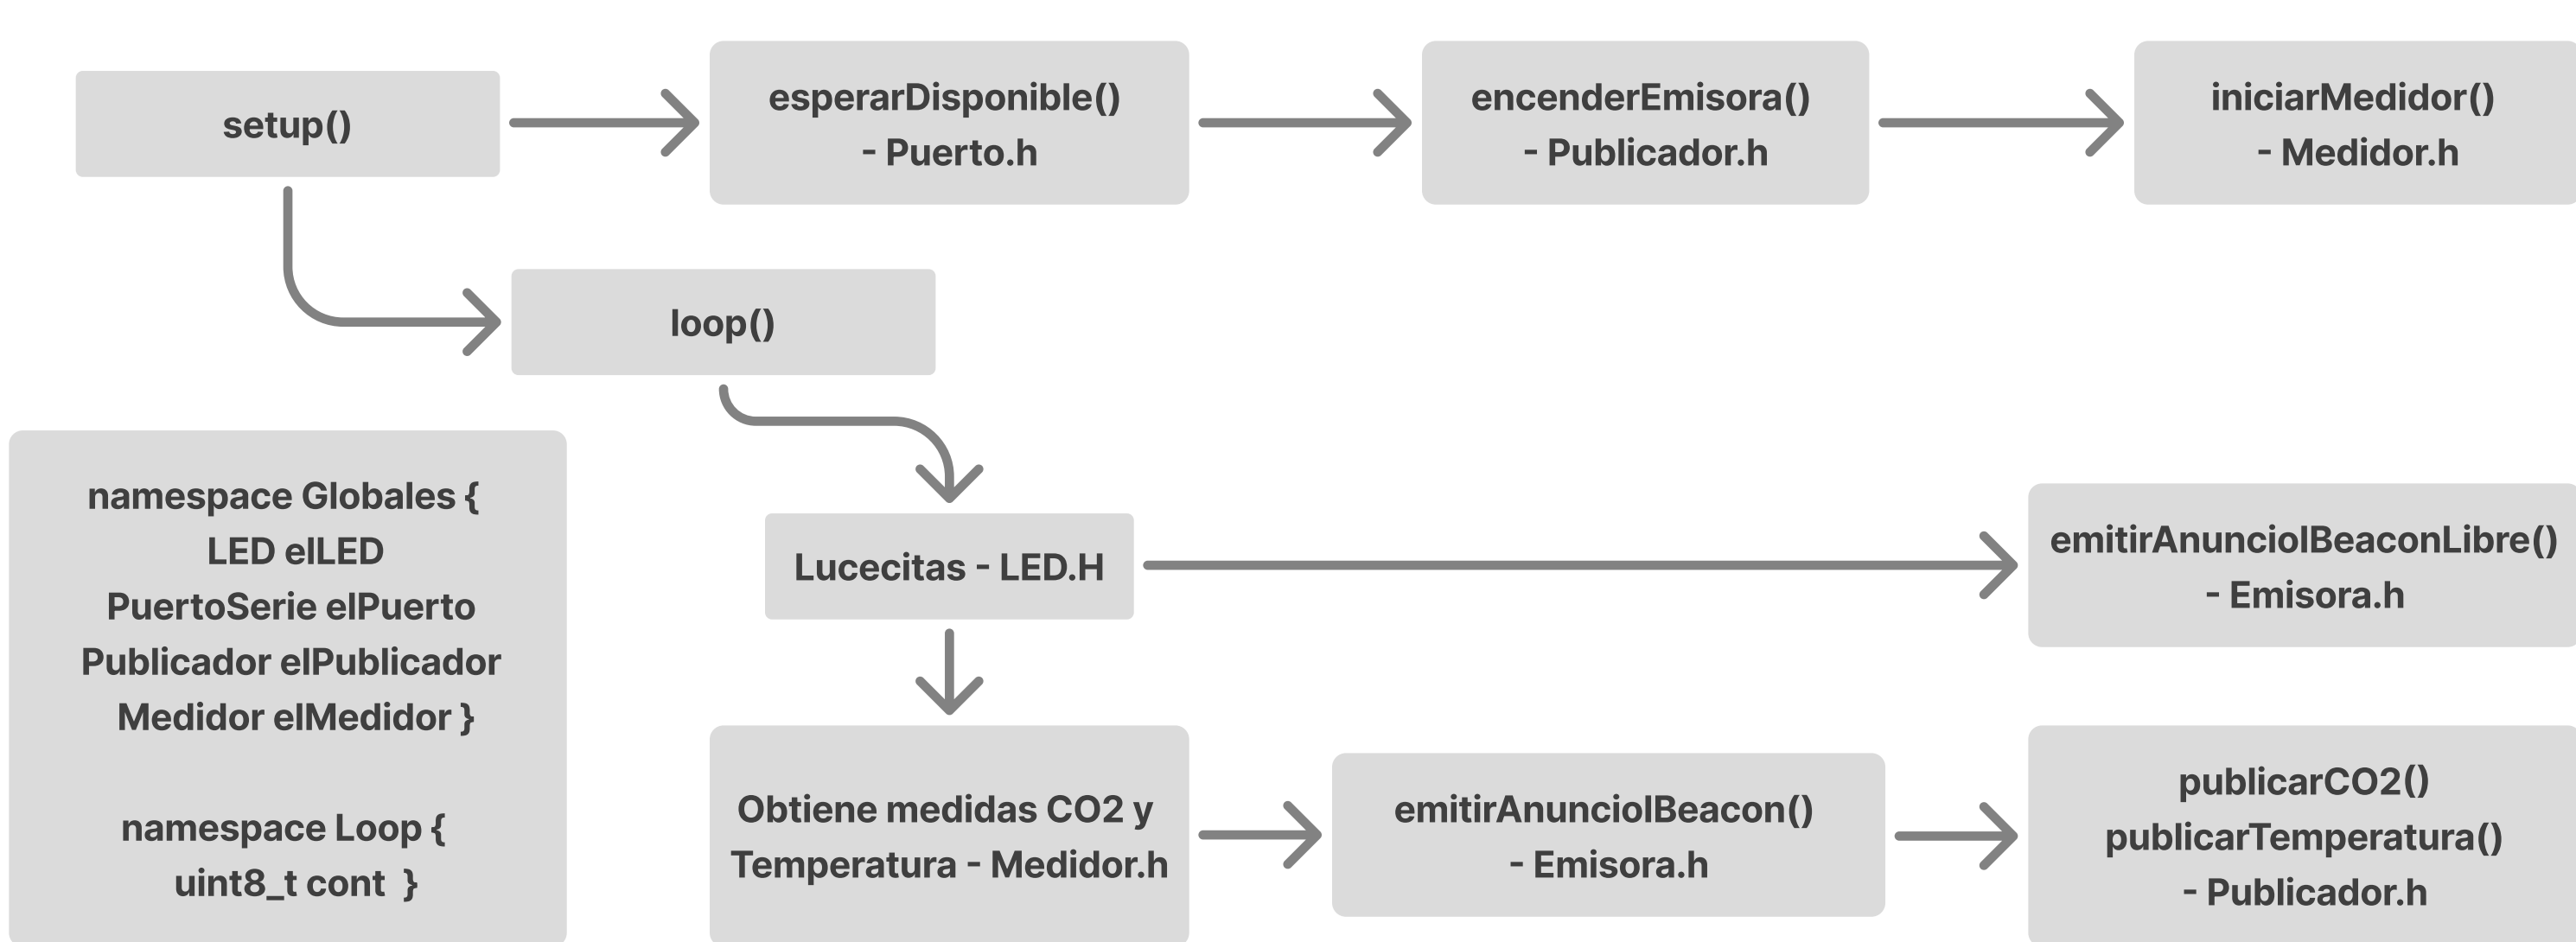 setup()
esperarDisponible()
- Puerto.h
encenderEmisora()
- Publicador.h
iniciarMedidor()
- Medidor.h
loop()
namespace Globales {
LED elLED
PuertoSerie elPuerto
Publicador elPublicador
Medidor elMedidor }
namespace Loop {
uint8_t cont }
Lucecitas - LED.H
emitirAnuncioIBeaconLibre()
- Emisora.h
Obtiene medidas CO2 y
Temperatura - Medidor.h
emitirAnuncioIBeacon()
- Emisora.h
publicarCO2()
publicarTemperatura()
- Publicador.h